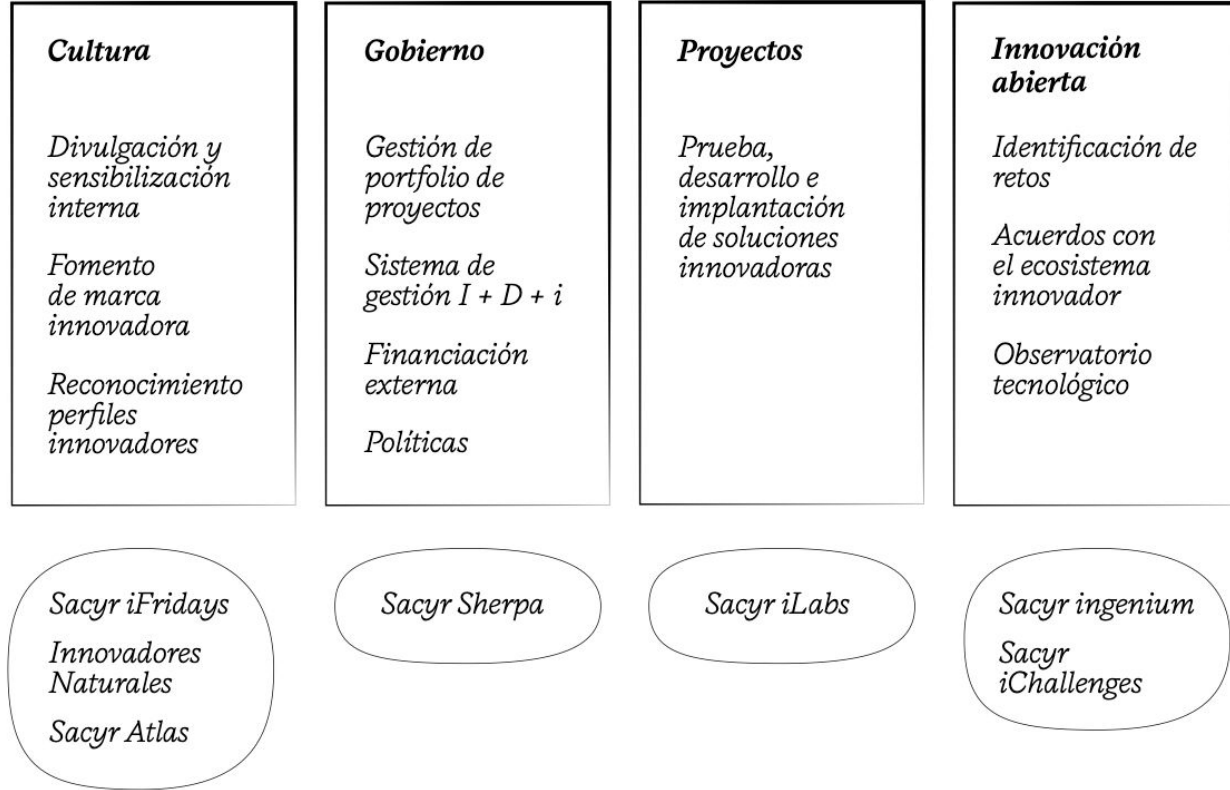 Cultura
Divulgación y
sensibilización
interna
Fomento
de marca
innovadora
Reconocimiento
perfiles
innovadores
Gobierno
Gestión de
portfolio de
proyectos
Sistema de
gestión I + D + i
Financiación
externa
Políticas
Proyectos
Prueba,
desarrollo e
implantación
de soluciones
innovadoras
Innovación
abierta
Identificación de
retos
Acuerdos con
el ecosistema
innovador
Observatorio
tecnológico
Sacyr iFridays
Innovadores
Naturales
Sacyr Atlas
Sacyr Sherpa
Sacyr iLabs
Sacyr ingenium
Sacyr
iChallenges